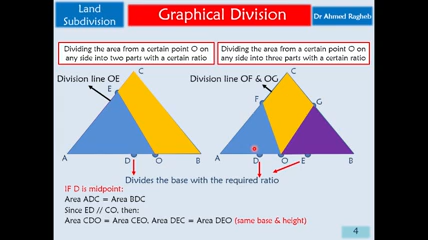 Land
Subdivision
Graphical Division
Dr Ahmed Ragheb
Dividing the area from a certain point O on
any side into two parts with a certain ratio
Dividing the area from a certain point O on
any side into three parts with a certain ratio
Division line OE
C
E
A
D
O
B
Division line OF & OG
C
F
G
A
D
O
E
B
Divides the base with the required ratio
IF D is midpoint:
Area ADC = Area BDC
Since ED // CO, then:
Area CDO = Area CEO, Area DEC = Area DEO (same base & height)
4